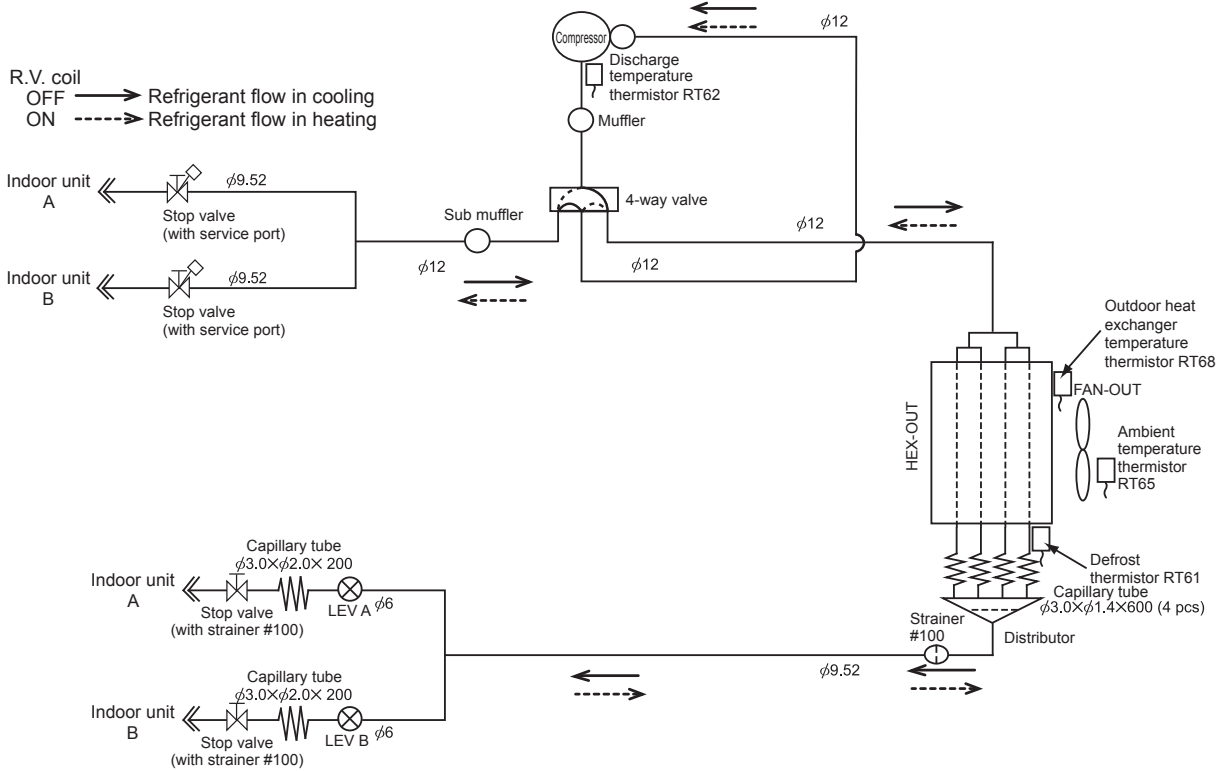 Compressor
ϕ12
Discharge
temperature
thermistor RT62
Muffler
R.V. coil
OFF Refrigerant flow in cooling
ON Refrigerant flow in heating
Indoor unit
A
ϕ9.52
Stop valve
(with service port)
Indoor unit
B
ϕ9.52
Stop valve
(with service port)
Sub muffler
ϕ12
4-way valve
ϕ12
ϕ12
Outdoor heat
exchanger
temperature
thermistor RT68
FAN-OUT
HEX-OUT
Ambient
temperature
thermistor
RT65
Defrost
thermistor RT61
Capillary tube
ϕ3.0×ϕ1.4×600 (4 pcs)
Distributor
Strainer
#100
ϕ9.52
Capillary tube
ϕ3.0×ϕ2.0× 200
Indoor unit
A
LEV A
ϕ6
Stop valve
(with strainer #100)
Capillary tube
ϕ3.0×ϕ2.0× 200
Indoor unit
B
LEV B
ϕ6
Stop valve
(with strainer #100)